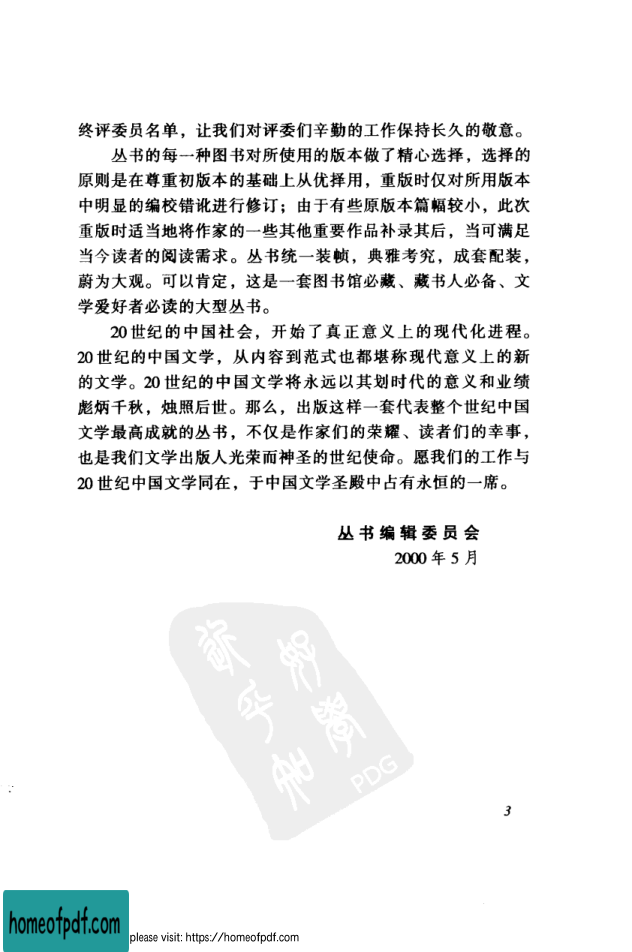 终评委员名单，让我们对评委们辛勤的工作保持长久的敬意。
丛书的每一种图书对所使用的版本做了精心选择，选择的
原则是在尊重初版本的基础上从优择用，重版时仅对所用版本
中明显的编校错讹进行修订；由于有些原版本篇幅较小，此次
重版时适当地将作家的一些其他重要作品补录其后，当可满足
当今读者的阅读需求。丛书统一装帧，典雅考究，成套配装，
蔚为大观。可以肯定，这是一套图书馆必藏、藏书人必备、文
学爱好者必读的大型丛书。
20世纪的中国社会，开始了真正意义上的现代化进程。
20世纪的中国文学，从内容到范式也都堪称现代意义上的新
的文学。20世纪的中国文学将永远以其划时代的意义和业绩
彪炳千秋，烛照后世。那么，出版这样一套代表整个世纪中国
文学最高成就的丛书，不仅是作家们的荣耀、读者们的幸事，
也是我们文学出版人光荣而神圣的世纪使命。愿我们的工作与
20世纪中国文学同在，于中国文学圣殿中占有永恒的一席。
丛书编辑委员会
2000年5月
PDG
3
homeofpdf.com
please visit: https://homeofpdf.com